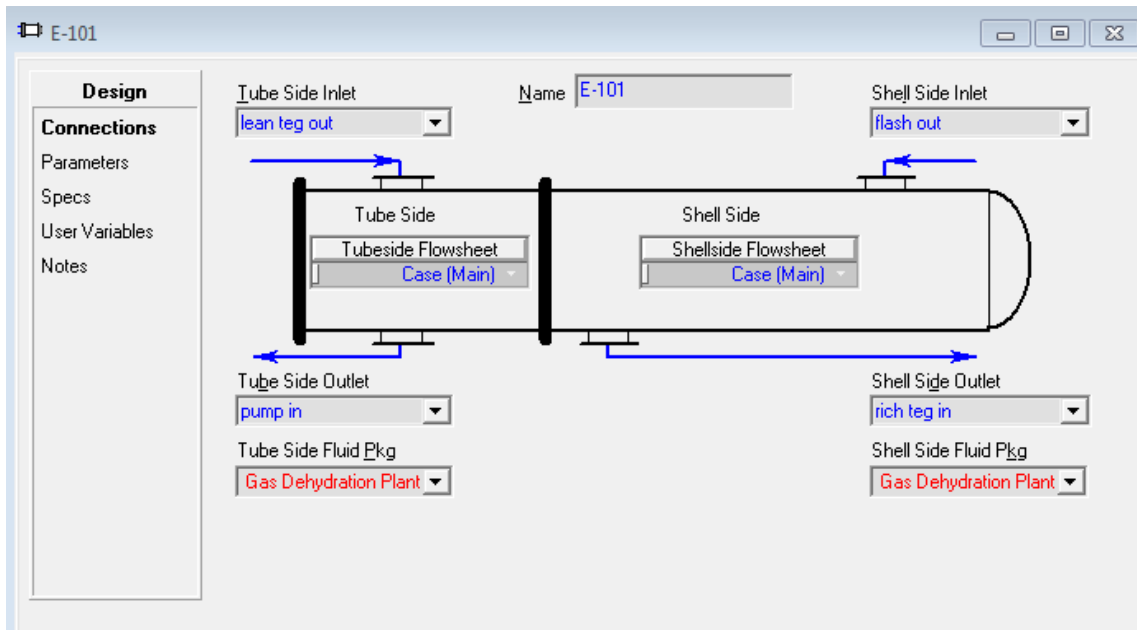 E-101
Design
Connections
Parameters
Specs
User Variables
Notes
Tube Side Inlet
lean teg out
Name E-101
Shell Side Inlet
flash out
Tube Side
Tubeside Flowsheet
Case (Main)
Shell Side
Shellside Flowsheet
Case (Main)
Tube Side Outlet
pump in
Shell Side Outlet
rich teg in
Tube Side Fluid Pkg
Gas Dehydration Plant
Shell Side Fluid Pkg
Gas Dehydration Plant